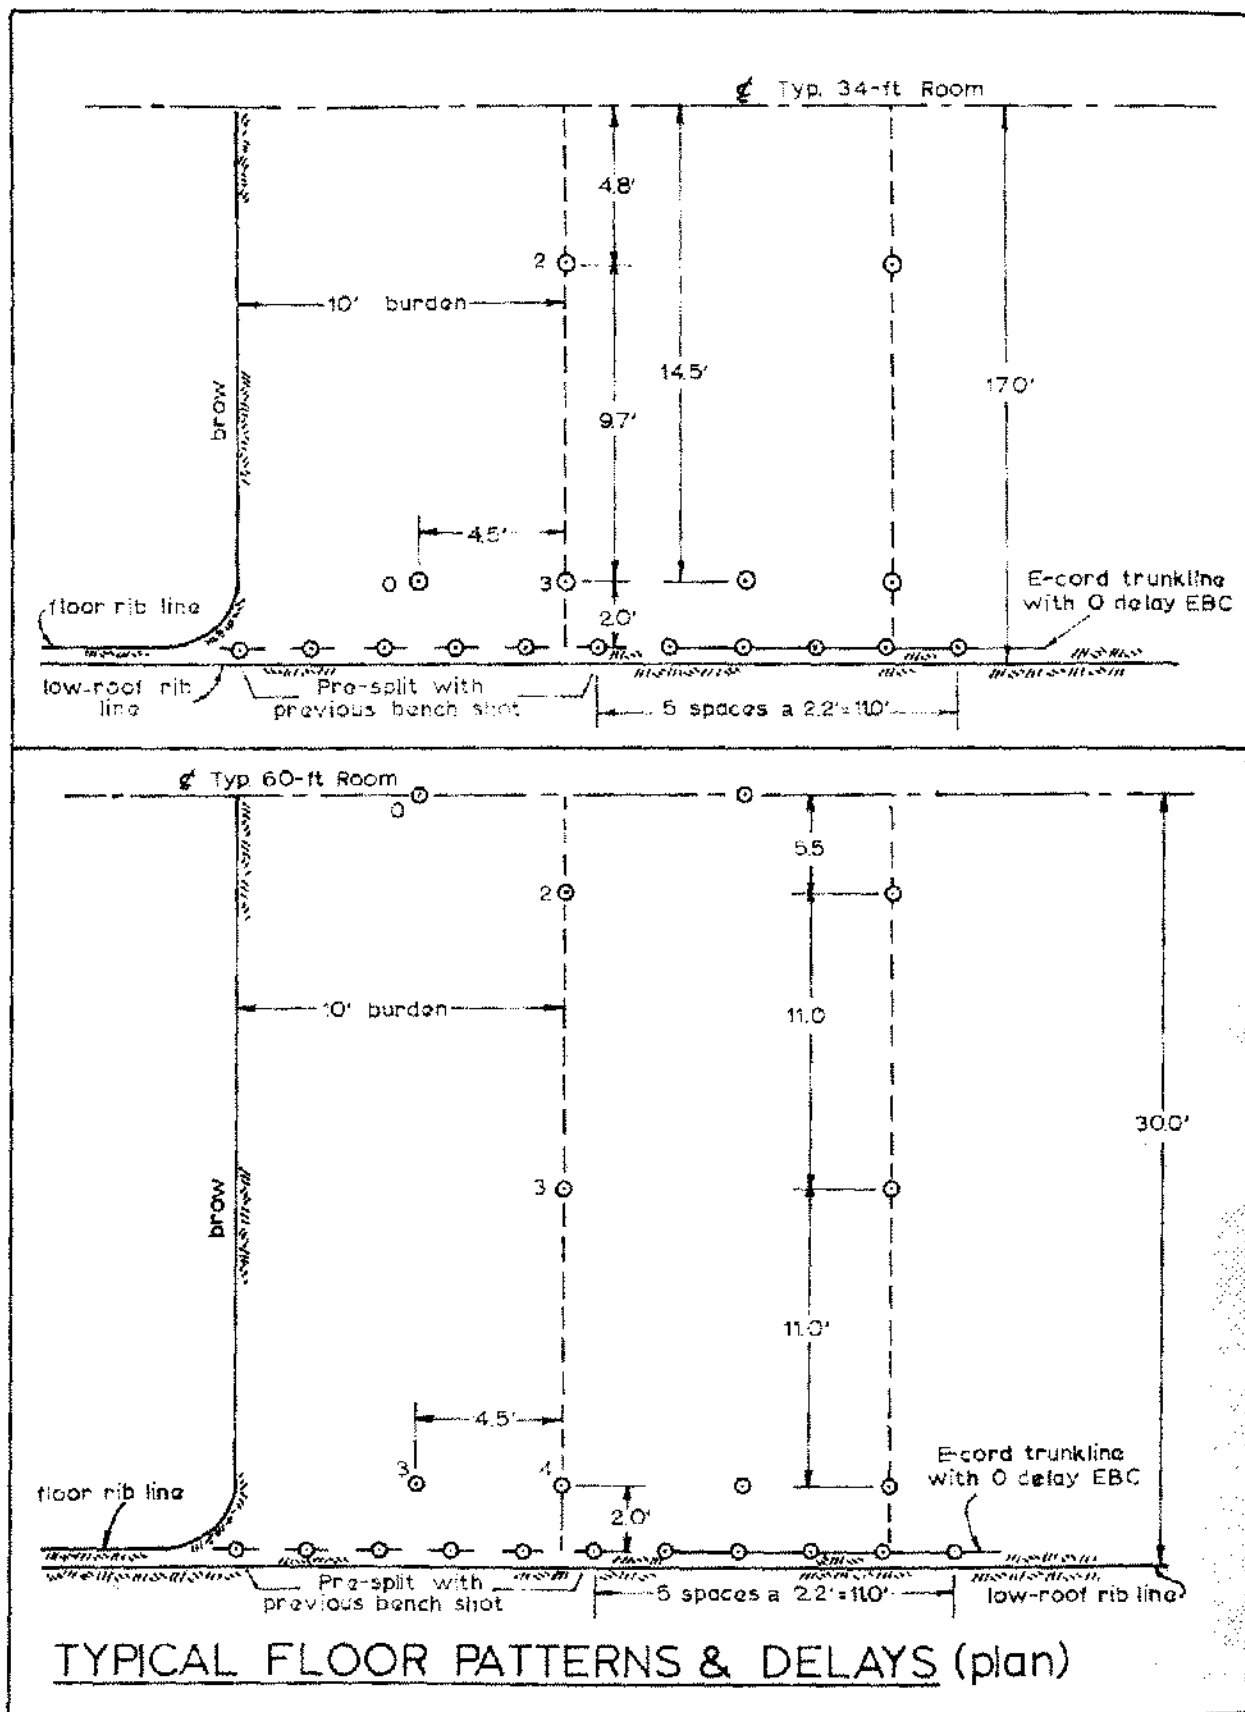 ℄ Typ. 34-ft Room
4.8'
2
10' burden
14.5'
17.0'
brow
9.7'
4.5'
0
3
2.0'
E-cord trunkline
with 0 delay EBC
floor rib line
low-roof rib
line
Pre-split with
previous bench shot
5 spaces a 2.2'=11.0'
℄ Typ. 60-ft Room
0
5.5
2
10' burden
11.0
30.0'
brow
3
11.0'
4.5'
3
4
2.0'
E-cord trunkline
with 0 delay EBC
floor rib line
Pre-split with
previous bench shot
5 spaces a 2.2'=11.0'
low-roof rib line
TYPICAL FLOOR PATTERNS & DELAYS (plan)